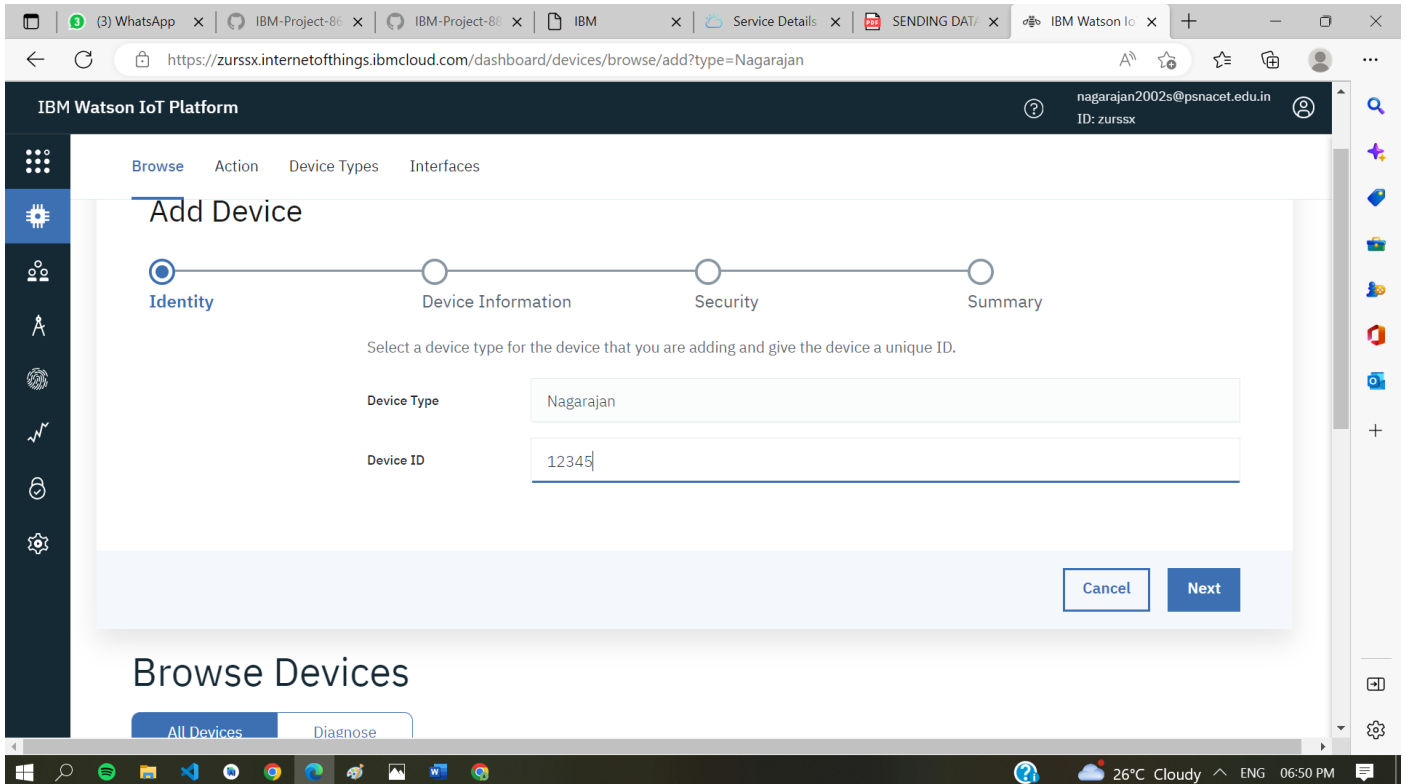 (3) WhatsApp
IBM-Project-86
IBM-Project-88
IBM
Service Details
SENDING DATA
IBM Watson Io
https://zurssx.internetofthings.ibmcloud.com/dashboard/devices/browse/add?type=Nagarajan
IBM Watson IoT Platform
nagarajan2002s@psnacet.edu.in
ID: zurssx
Browse Action Device Types Interfaces
Add Device
Identity Device Information Security Summary
Select a device type for the device that you are adding and give the device a unique ID.
Device Type Nagarajan
Device ID 12345
Cancel Next
Browse Devices
All Devices Diagnose
26°C Cloudy ENG 06:50 PM